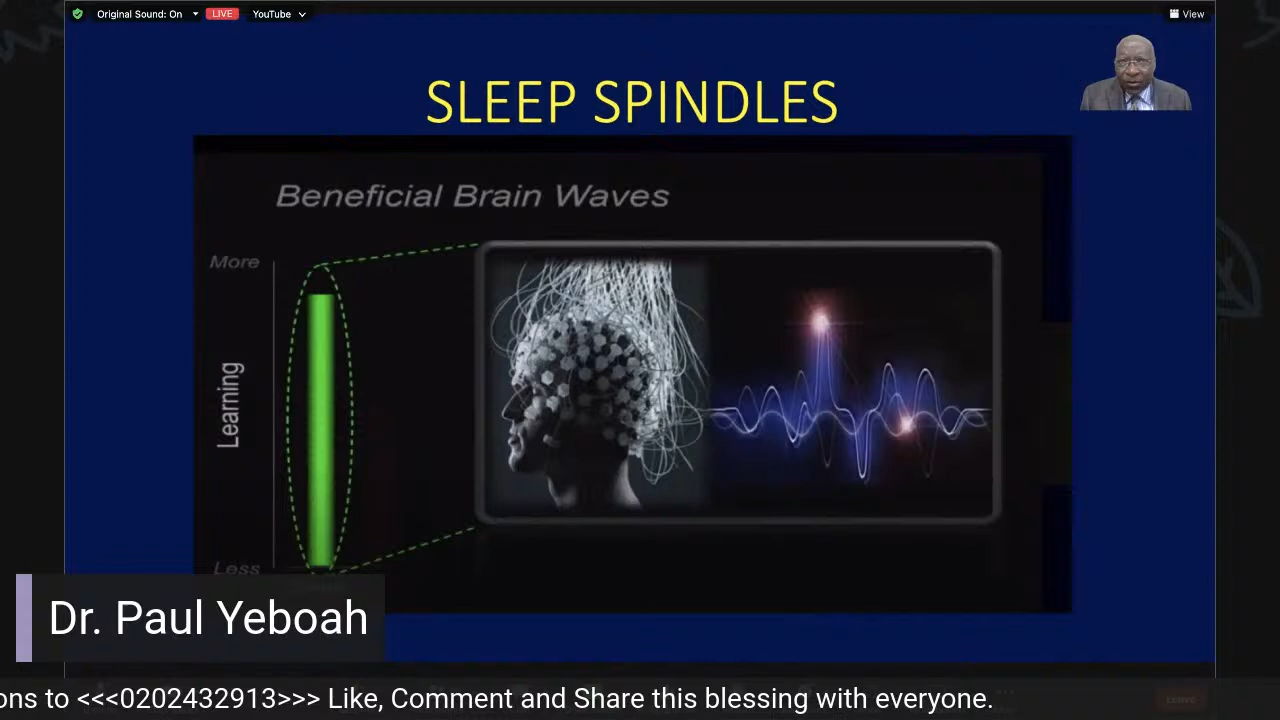 Original Sound: On
LIVE
YouTube
View
SLEEP SPINDLES
Beneficial Brain Waves
More
Learning
Less
Dr. Paul Yeboah
ons to <<<0202432913>>> Like, Comment and Share this blessing with everyone.
Leave